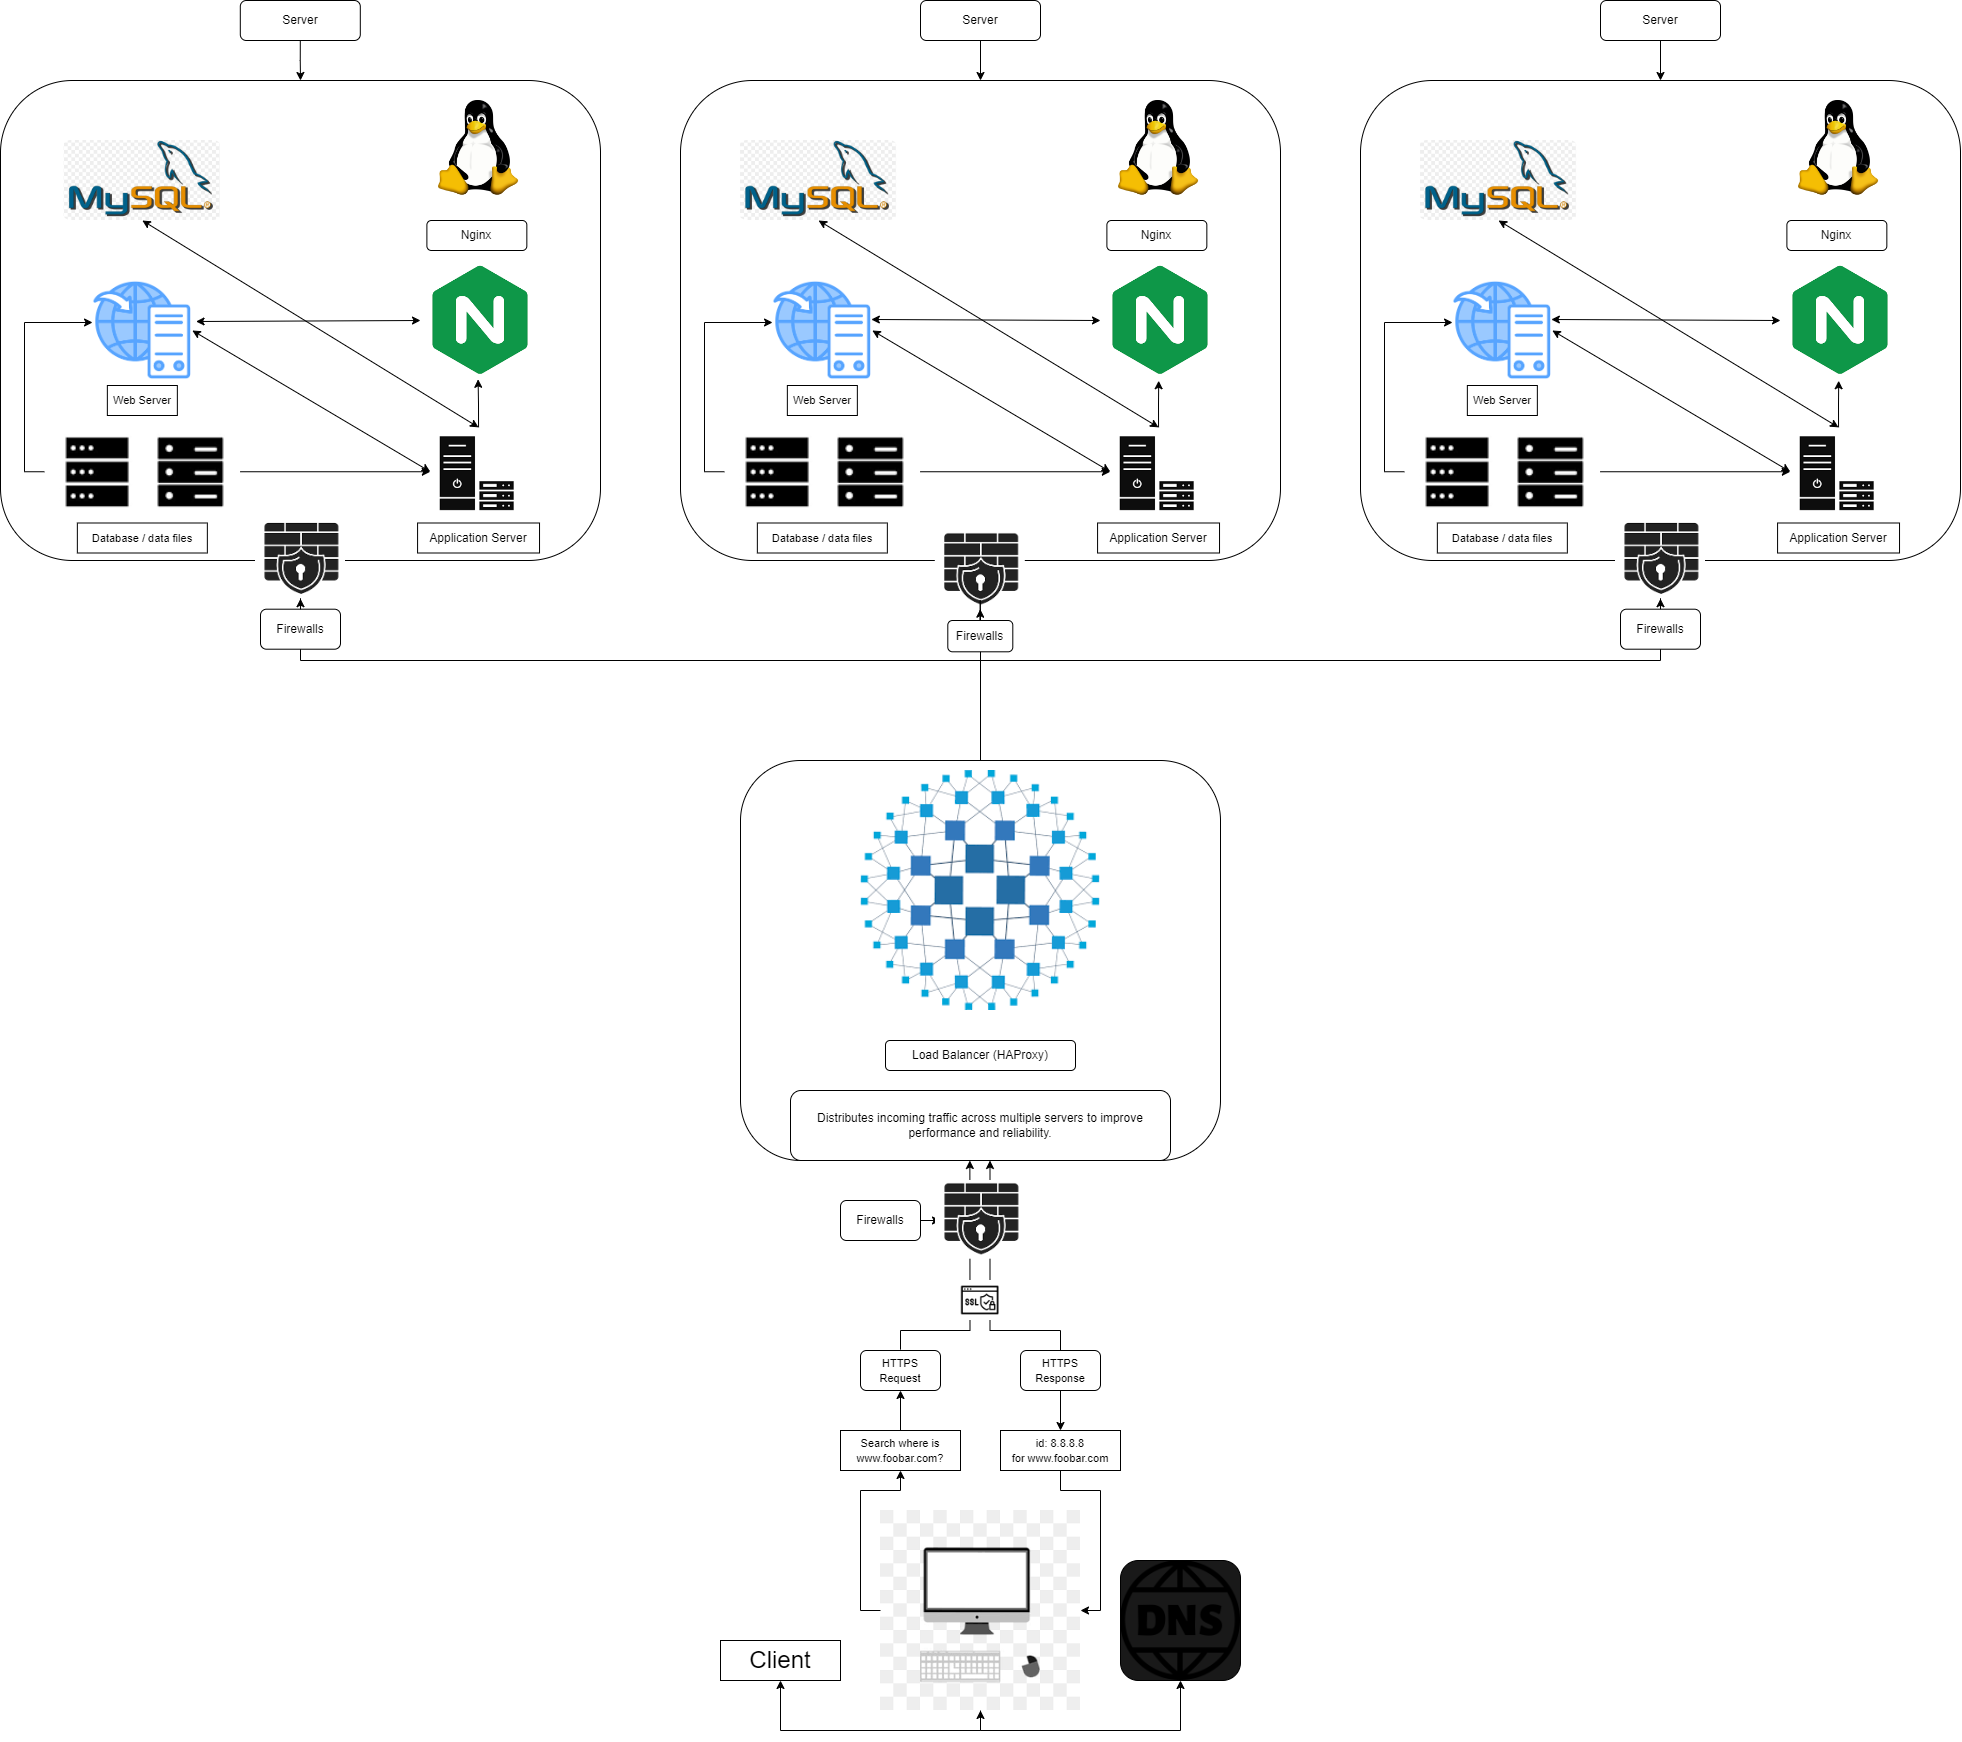 Server
Server
Server
MySQL.
Nginx
N
Web Server
Database / data files
Application Server
Firewalls
MySQL.
Nginx
N
Web Server
Database / data files
Application Server
Firewalls
MySQL.
Nginx
N
Web Server
Database / data files
Application Server
Firewalls
Load Balancer (HAProxy)
Distributes incoming traffic across multiple servers to improve
performance and reliability.
Firewalls
SSL
HTTPS
Request
HTTPS
Response
Search where is
www.foobar.com?
id: 8.8.8.8
for www.foobar.com
Client
DNS